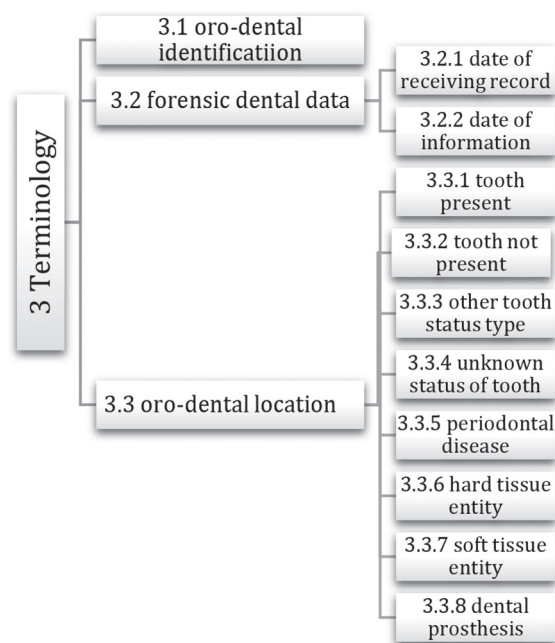 3 Terminology
3.1 oro-dental
identificatiion
3.2 forensic dental data
3.2.1 date of
receiving record
3.2.2 date of
information
3.3 oro-dental location
3.3.1 tooth
present
3.3.2 tooth not
present
3.3.3 other tooth
status type
3.3.4 unknown
status of tooth
3.3.5 periodontal
disease
3.3.6 hard tissue
entity
3.3.7 soft tissue
entity
3.3.8 dental
prosthesis